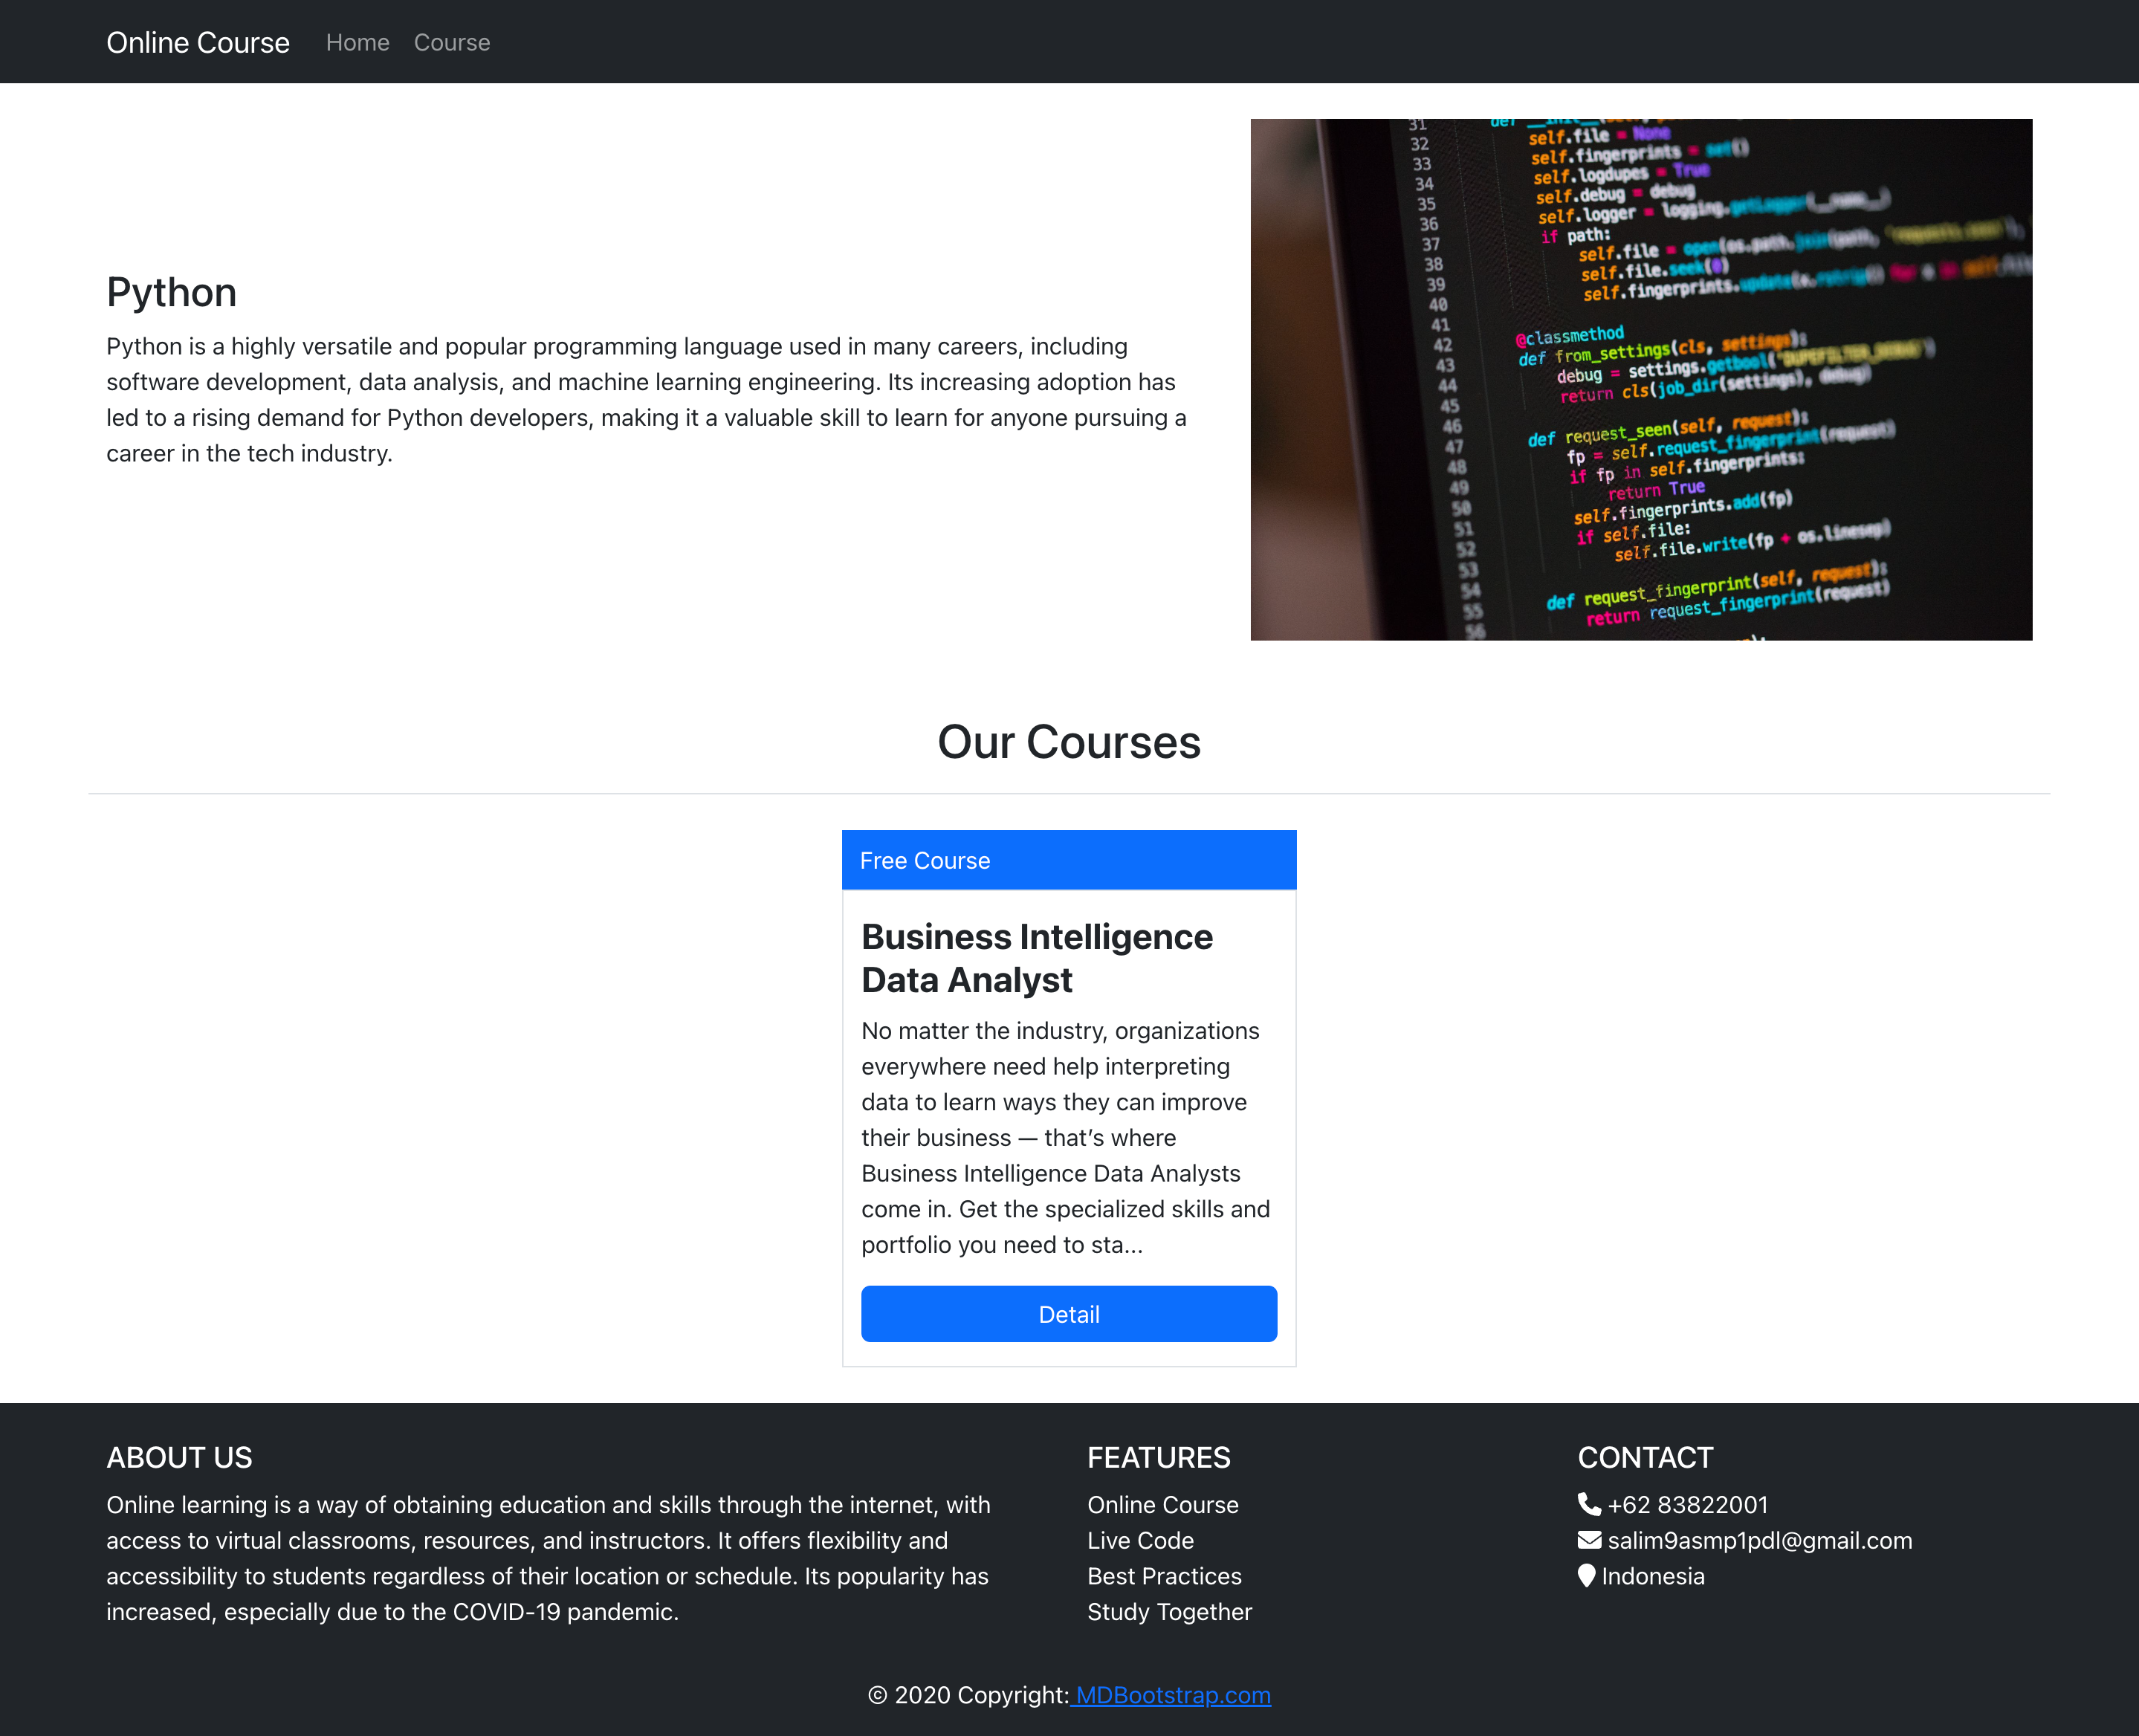 Online Course Home Course
Python
Python is a highly versatile and popular programming language used in many careers, including
software development, data analysis, and machine learning engineering. Its increasing adoption has
led to a rising demand for Python developers, making it a valuable skill to learn for anyone pursuing a
career in the tech industry.
31 def __init__(
32 self.file = None
33 self.fingerprints = set()
34 self.logdupes = True
35 self.debug = debug
36 self.logger = logging.getLogger(__name__)
37 if path:
38 self.file = open(os.path.join(path, 'requests.seen'),
39 self.file.seek(0)
40 self.fingerprints.update(x.rstrip() for x in self.file
41
42 @classmethod
43 def from_settings(cls, settings):
44 debug = settings.getbool('DUPEFILTER_DEBUG')
45 return cls(job_dir(settings), debug)
46
47 def request_seen(self, request):
48 fp = self.request_fingerprint(request)
49 if fp in self.fingerprints:
50 return True
51 self.fingerprints.add(fp)
52 if self.file:
53 self.file.write(fp + os.linesep)
54
55 def request_fingerprint(self, request):
56 return request_fingerprint(request)
Our Courses
Free Course
Business Intelligence
Data Analyst
No matter the industry, organizations
everywhere need help interpreting
data to learn ways they can improve
their business — that’s where
Business Intelligence Data Analysts
come in. Get the specialized skills and
portfolio you need to sta...
Detail
ABOUT US
Online learning is a way of obtaining education and skills through the internet, with
access to virtual classrooms, resources, and instructors. It offers flexibility and
accessibility to students regardless of their location or schedule. Its popularity has
increased, especially due to the COVID-19 pandemic.
FEATURES
Online Course
Live Code
Best Practices
Study Together
CONTACT
+62 83822001
salim9asmp1pdl@gmail.com
Indonesia
© 2020 Copyright: MDBootstrap.com